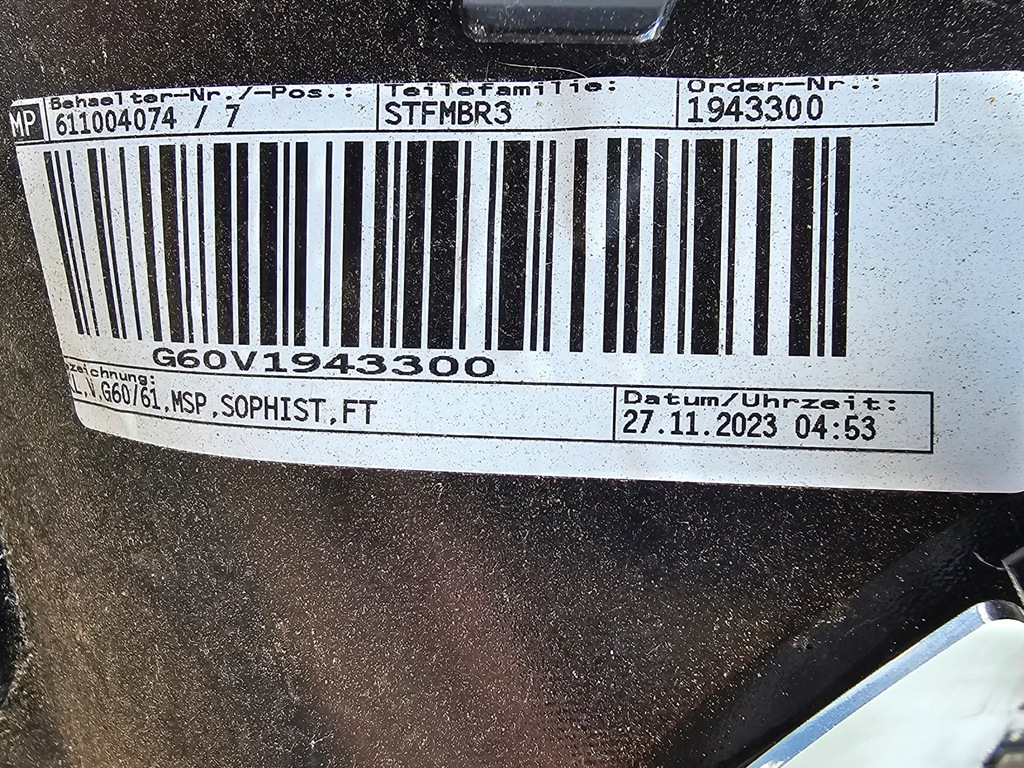 MP
Behaelter-Nr./-Pos.:
611004074 / 7
Teilefamilie:
STFMBR3
Order-Nr.:
1943300
G60V1943300
zeichnung:
L,V,G60/61,MSP,SOPHIST,FT
Datum/Uhrzeit:
27.11.2023 04:53